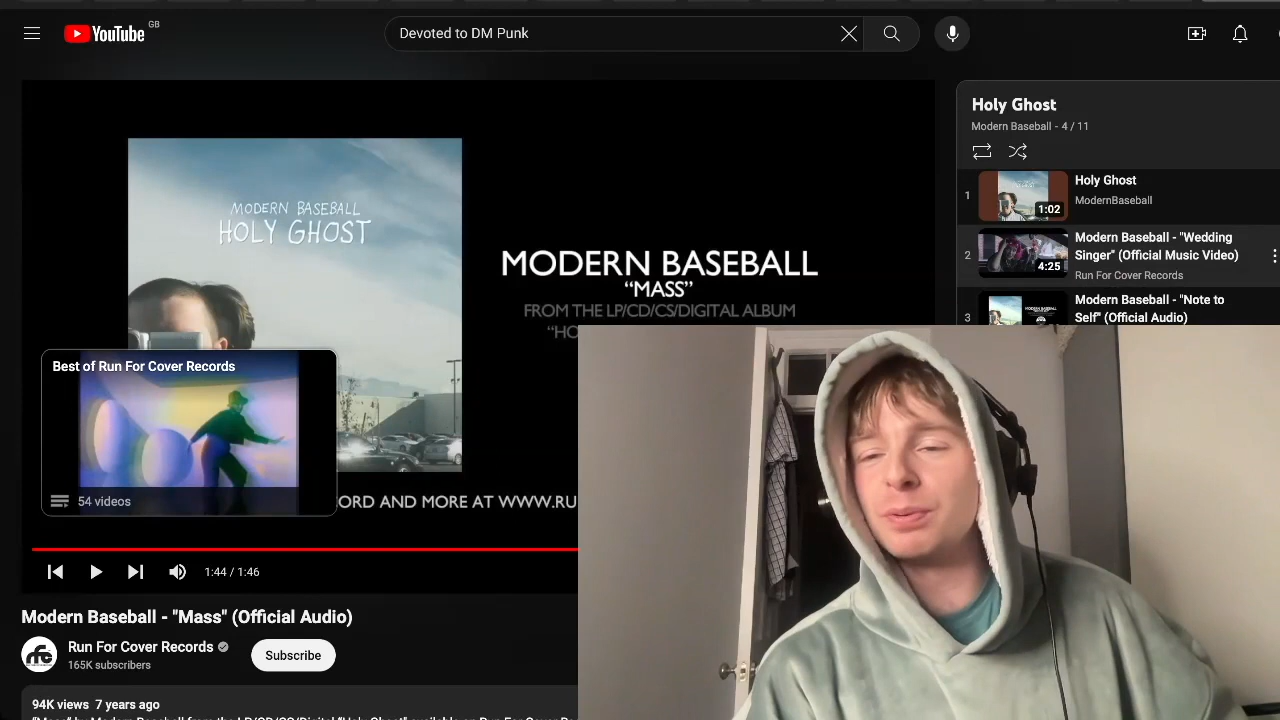 YouTube GB
Devoted to DM Punk
MODERN BASEBALL
HOLY GHOST
MODERN BASEBALL
“MASS”
FROM THE LP/CD/CS/DIGITAL ALBUM
“HO
ORD AND MORE AT WWW.RU
Best of Run For Cover Records
54 videos
1:44 / 1:46
Modern Baseball - "Mass" (Official Audio)
rfc
Run For Cover Records
165K subscribers
Subscribe
94K views 7 years ago
Holy Ghost
Modern Baseball - 4 / 11
1
1:02
Holy Ghost
ModernBaseball
2
4:25
Modern Baseball - "Wedding
Singer" (Official Music Video)
Run For Cover Records
3
Modern Baseball - "Note to
Self" (Official Audio)